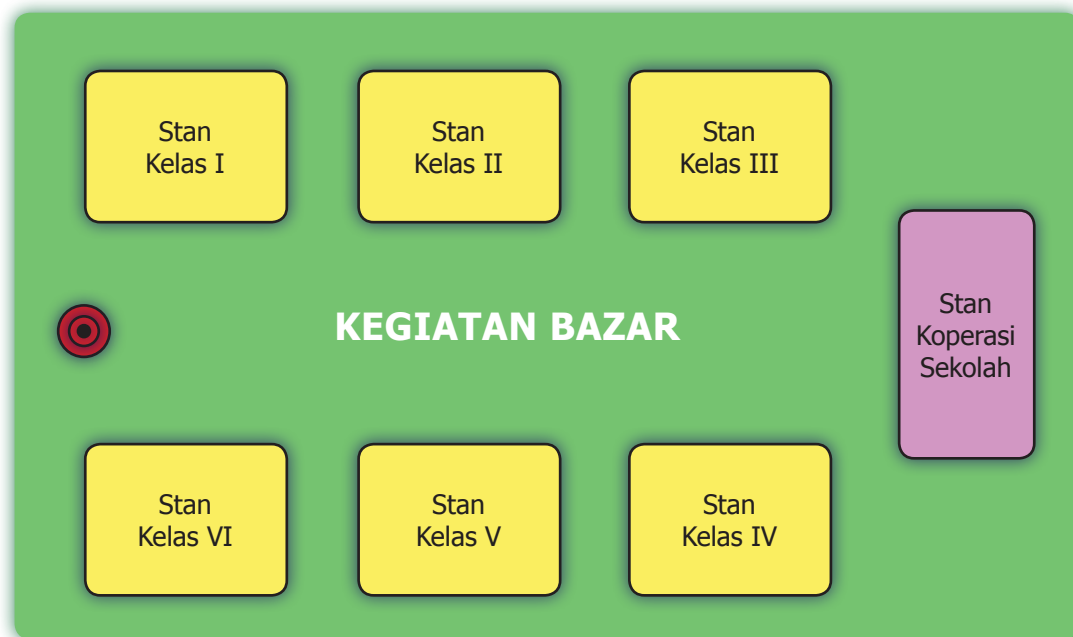 Stan
Kelas I
Stan
Kelas II
Stan
Kelas III
Stan
Koperasi
Sekolah
KEGIATAN BAZAR
Stan
Kelas VI
Stan
Kelas V
Stan
Kelas IV